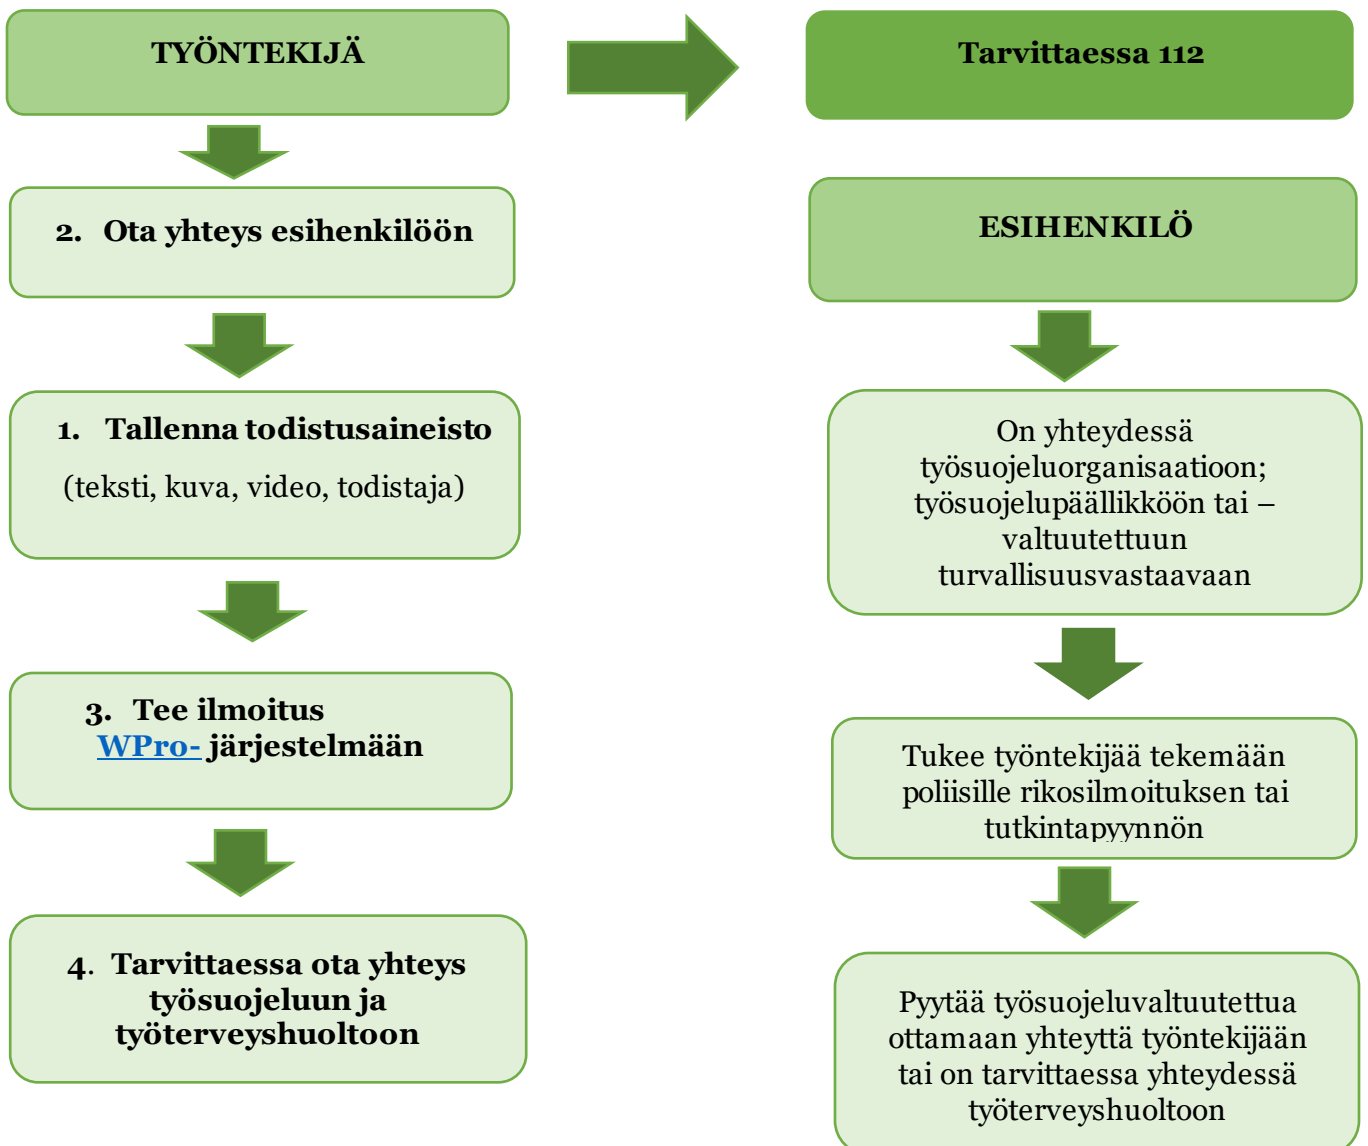 TYÖNTEKIJÄ
Tarvittaessa 112
2. Ota yhteys esihenkilöön
1. Tallenna todistusaineisto
(teksti, kuva, video, todistaja)
3. Tee ilmoitus
WPro- järjestelmään
4. Tarvittaessa ota yhteys
työsuojeluun ja
työterveyshuoltoon
ESIHENKILÖ
On yhteydessä
työsuojeluorganisaatioon;
työsuojelupäällikköön tai –
valtuutettuun
turvallisuusvastaavaan
Tukee työntekijää tekemään
poliisille rikosilmoituksen tai
tutkintapyynnön
Pyytää työsuojeluvaltuutettua
ottamaan yhteyttä työntekijään
tai on tarvittaessa yhteydessä
työterveyshuoltoon